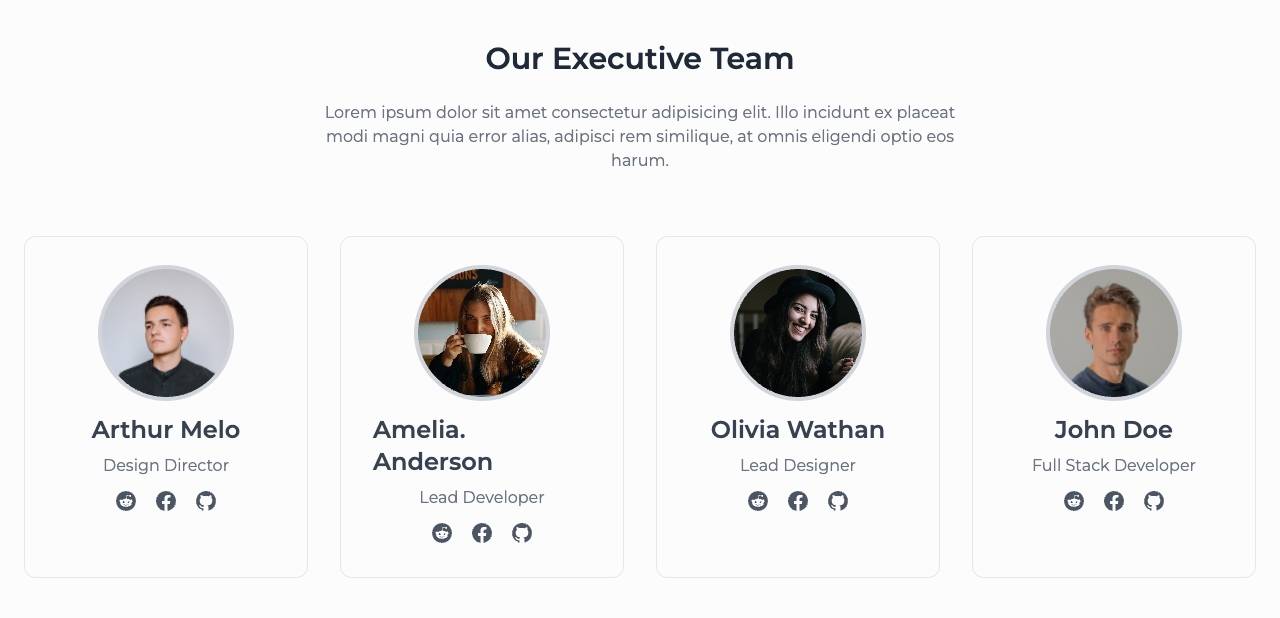 Our Executive Team
Lorem ipsum dolor sit amet consectetur adipisicing elit. Illo incidunt ex placeat
modi magni quia error alias, adipisci rem similique, at omnis eligendi optio eos
harum.
Arthur Melo
Design Director
Amelia.
Anderson
Lead Developer
Olivia Wathan
Lead Designer
John Doe
Full Stack Developer